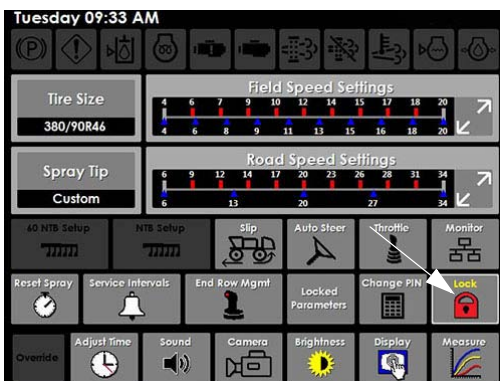 Tuesday 09:33 AM
(P)
Tire Size
380/90R46
Field Speed Settings
4 6 7 9 10 12 14 15 17 18 20
4 6 8 9 11 13 15 16 18 20
Spray Tip
Custom
Road Speed Settings
6 9 12 14 17 20 23 26 28 31 34
6 13 20 27 34
60 NTB Setup
NTB Setup
Slip
Auto Steer
Throttle
Monitor
Reset Spray
Service Intervals
End Row Mgmt
Locked
Parameters
Change PIN
Lock
Override
Adjust Time
Sound
Camera
Brightness
Display
Measure